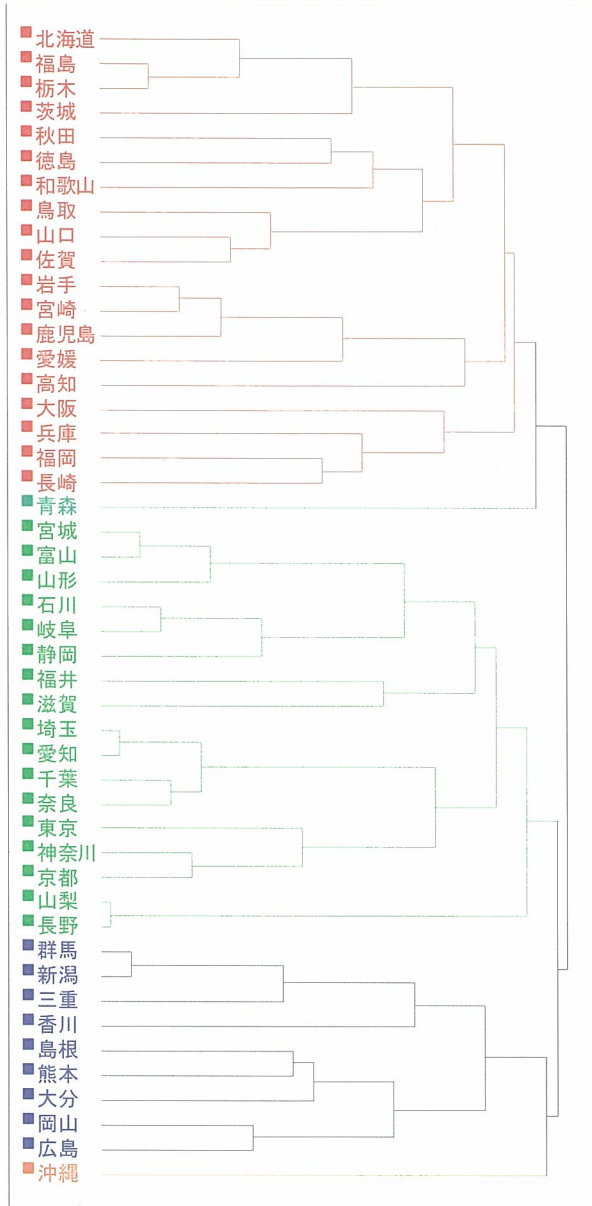 北海道
福島
栃木
茨城
秋田
徳島
和歌山
鳥取
山口
佐賀
岩手
宮崎
鹿児島
愛媛
高知
大阪
兵庫
福岡
長崎
青森
宮城
富山
山形
石川
岐阜
静岡
福井
滋賀
埼玉
愛知
千葉
奈良
東京
神奈川
京都
山梨
長野
群馬
新潟
三重
香川
島根
熊本
大分
岡山
広島
沖縄